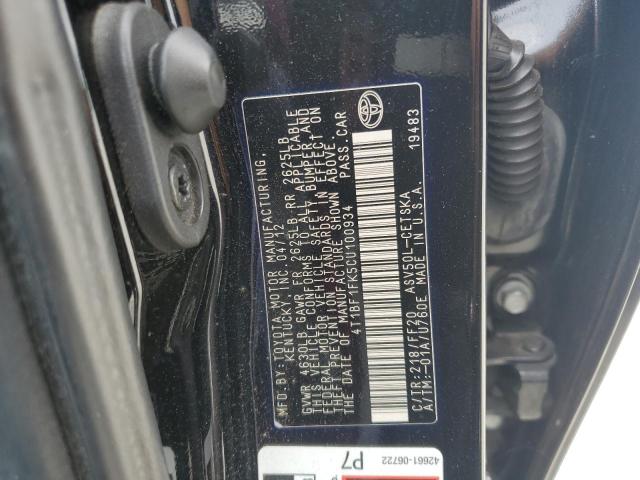 MFD.BY:TOYOTA MOTOR MANUFACTURING,
KENTUCKY, INC. 04/12
GVWR 4630LB GAWR FR 2625LB RR 2625LB
THIS VEHICLE CONFORMS TO ALL APPLICABLE
FEDERAL MOTOR VEHICLE SAFETY, BUMPER, AND
THEFT PREVENTION STANDARDS IN EFFECT ON
THE DATE OF MANUFACTURE SHOWN ABOVE.
4T1BF1FK5CU100934 PASS.CAR
C/TR:218/FF20 ASV50L-CETSKA
A/TM:-01A/U760E MADE IN U.S.A. 19483
42661-06722
P7